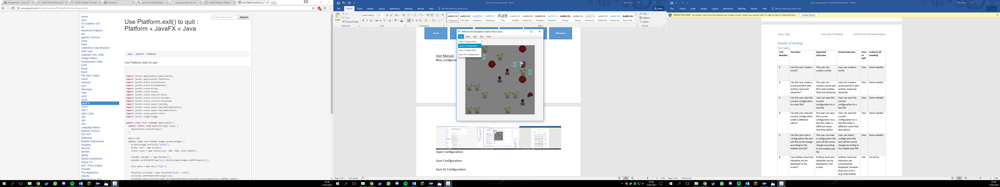 Assignments – Java_(2
CS2JA16-FinalDemo.pdf
CS2JA16 Major CW1.pdf
Facebook
Java For Complete Begin
changing Optional<strin
JavaFX Dialogs (official)
Use Platform.exit() to qui
www.java2s.com/Code/Java/JavaFX/UsePlatformexittoquit.htm
Home
Java
2D Graphics GUI
3D
Advanced Graphics
Ant
Apache Common
Chart
Class
Collections Data Structure
Data Type
Database SQL JDBC
Design Pattern
Development Class
EJB3
Email
Event
File Input Output
Game
Generics
GWT
Hibernate
I18N
J2EE
J2ME
JavaFX
JDK 6
JDK 7
JNDI LDAP
JPA
JSP
JSTL
Language Basics
Network Protocol
PDF RTF
Reflection
Regular Expressions
Scripting
Security
Servlets
Spring
Swing Components
Swing JFC
SWT JFace Eclipse
Threads
Tiny Application
Velocity
Web Services SOA
Search
Use Platform.exit() to quit :
Platform « JavaFX « Java
Java / JavaFX / Platform /
Use Platform.exit() to quit
import javafx.application.Application;
import javafx.application.Platform;
import javafx.event.ActionEvent;
import javafx.event.EventHandler;
import javafx.scene.Group;
import javafx.scene.Scene;
import javafx.scene.control.Menu;
import javafx.scene.control.MenuBar;
import javafx.scene.control.MenuItem;
import javafx.scene.input.KeyCode;
import javafx.scene.input.KeyCodeCombination;
import javafx.scene.input.KeyCombination;
import javafx.scene.paint.Color;
import javafx.stage.Stage;
public class Main extends Application {
public static void main(String[] args) {
Application.launch(args);
}
@Override
public void start(final Stage primaryStage) {
primaryStage.setTitle("title");
Group root = new Group();
Scene scene = new Scene(root, 400, 300, Color.WHITE);
MenuBar menuBar = new MenuBar();
menuBar.prefWidthProperty().bind(primaryStage.widthProperty());
Menu menu = new Menu("File");
MenuItem exitItem = new MenuItem("Exit", null);
exitItem.setMnemonicParsing(true);
exitItem.setAccelerator(new KeyCodeCombination(KeyCode.X,KeyCombination.CONTROL_DOWN));
07:58
17/01/2017
Part 2 Java Coursework - Word
Ollie Jones
File Home Insert Design Layout References Mailings Review View Tell me what you want to do
Share
Paste
Cut
Copy
Format Painter
Calibri (Body) 12
Normal No Spac... Heading 1 Heading 2 Title Subtitle Subtle Em... Emphasis Intense E... Strong Quote Intense Q... Subtle Ref... Intense Re... Book Title
Find
Replace
Select
Clipboard Font Paragraph Styles Editing
ACat
APoison
Artificial Life Simulation: Author Oliver Jones
File View Edit Sim Help
New Configuration
Open Configuration
Save Configuration
Save As Configuration
User Manual:
New configurat
Open Configuration:
Save Configuration:
Save As Configuration:
Page 4 of 6 1183 words
120%
07:58
17/01/2017
Java-report-James-Tang (Protected View) - Word
Ollie Jones
File Home Insert Design Layout References Mailings Review View Tell me what you want to do
Share
PROTECTED VIEW Be careful—files from the Internet can contain viruses. Unless you need to edit, it's safer to stay in Protected View. Enable Editing
James Tang University of Reading Artificial Life Simulation Report
Details of testing
Test table
Test Number
Test Item
Expected Outcome
Actual Outcome
Pass or fail?
Actions? (If needed)
1
Can the user create a world?
The user can create a world
User can create a world
Pass
None needed
2
Can the user create a world and fill it with entities, food and obstacles?
The user can create a world and fill it with entities, food and obstacles
User can create a world and fill it with entities, food and obstacles
Pass
None needed
3
Can the user save the current configuration to a text file?
User can save the current configuration to a text file
User can save the current configuration to a text file
Pass
None needed
4
Can the user save the current configuration under a different name?
The user can save the current configuration to a text file under a different name that they define
User can save the current configuration to a text file under a different name that they define
Pass
None needed
5
Can the user load a configuration file and will the world change according to the loaded save file?
The user can load a configuration file and will the world change according to the loaded save file
User can load a configuration file and will the world change according to the loaded save file
Pass
None needed
6
Can entities, food and obstacles can be displayed to the screen?
Entities, food and obstacles can be displayed to the screen
entities, food and obstacles can somewhat be displayed, however there are errors (e.g. they display
Fail
Fix errors
Page 5 of 8 1556 words
100%
07:58
17/01/2017